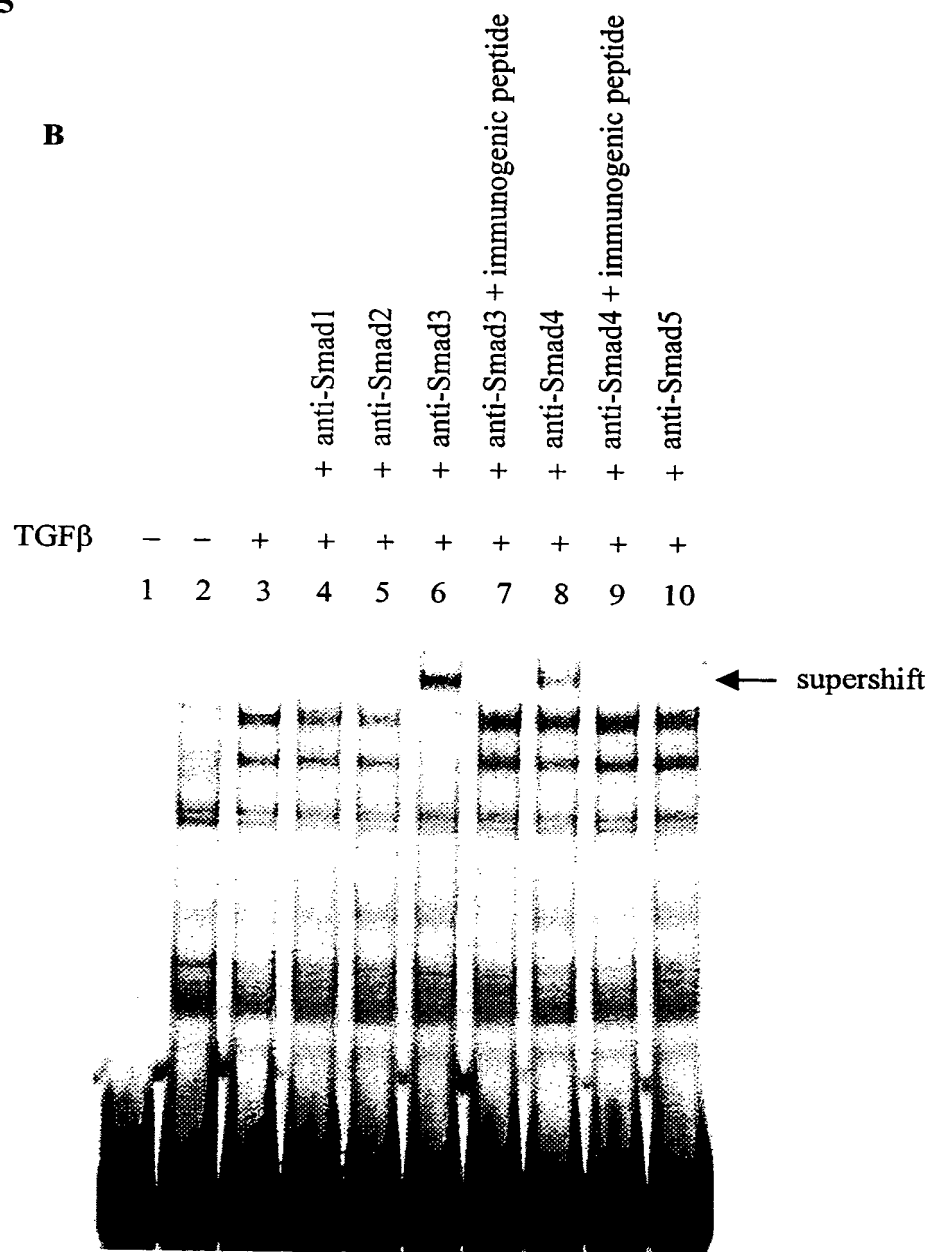 B
+ anti-Smad1
+ anti-Smad2
+ anti-Smad3
+ anti-Smad3 + immunogenic peptide
+ anti-Smad4
+ anti-Smad4 + immunogenic peptide
+ anti-Smad5
TGFβ − − + + + + + + + +
1 2 3 4 5 6 7 8 9 10
supershift